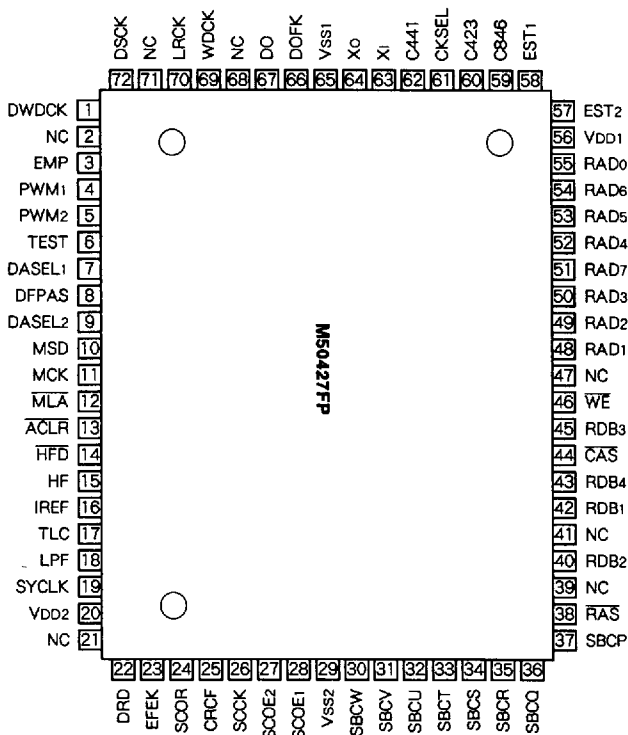 DSCK
NC
LRCK
WDCK
NC
DO
DOFK
VSS1
XO
XI
C441
CKSEL
C423
C846
EST1
72 71 70 69 68 67 66 65 64 63 62 61 60 59 58
DWDCK 1
NC 2
EMP 3
PWM1 4
PWM2 5
TEST 6
DASEL1 7
DFPAS 8
DASEL2 9
MSD 10
MCK 11
M̅L̅A̅ 12
A̅C̅L̅R̅ 13
H̅F̅D̅ 14
HF 15
IREF 16
TLC 17
LPF 18
SYCLK 19
VDD2 20
NC 21
M50427FP
57 EST2
56 VDD1
55 RAD0
54 RAD6
53 RAD5
52 RAD4
51 RAD7
50 RAD3
49 RAD2
48 RAD1
47 NC
46 W̅E̅
45 RDB3
44 C̅A̅S̅
43 RDB4
42 RDB1
41 NC
40 RDB2
39 NC
38 R̅A̅S̅
37 SBCP
22 23 24 25 26 27 28 29 30 31 32 33 34 35 36
DRD
EFEK
SCOR
CRCF
SCCK
SCOE2
SCOE1
VSS2
SBCW
SBCV
SBCU
SBCT
SBCS
SBCR
SBCQ